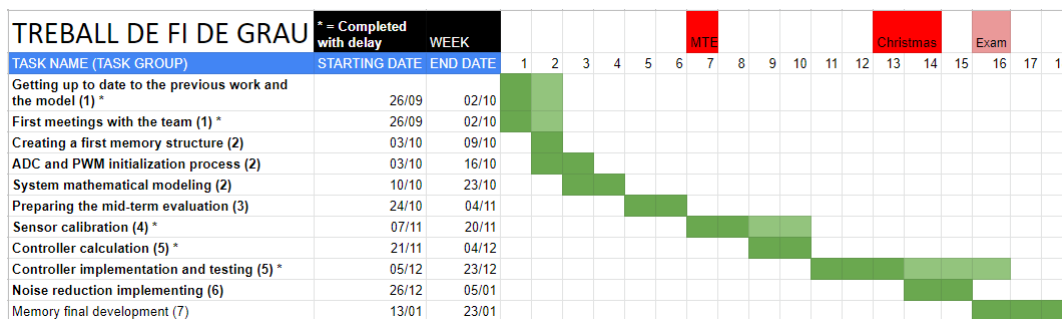 TREBALL DE FI DE GRAU * = Completed with delay WEEK MTE Christmas Exam
TASK NAME (TASK GROUP) STARTING DATE END DATE 1 2 3 4 5 6 7 8 9 10 11 12 13 14 15 16 17
Getting up to date to the previous work and
the model (1) * 26/09 02/10
First meetings with the team (1) * 26/09 02/10
Creating a first memory structure (2) 03/10 09/10
ADC and PWM initialization process (2) 03/10 16/10
System mathematical modeling (2) 10/10 23/10
Preparing the mid-term evaluation (3) 24/10 04/11
Sensor calibration (4) * 07/11 20/11
Controller calculation (5) * 21/11 04/12
Controller implementation and testing (5) * 05/12 23/12
Noise reduction implementing (6) 26/12 05/01
Memory final development (7) 13/01 23/01